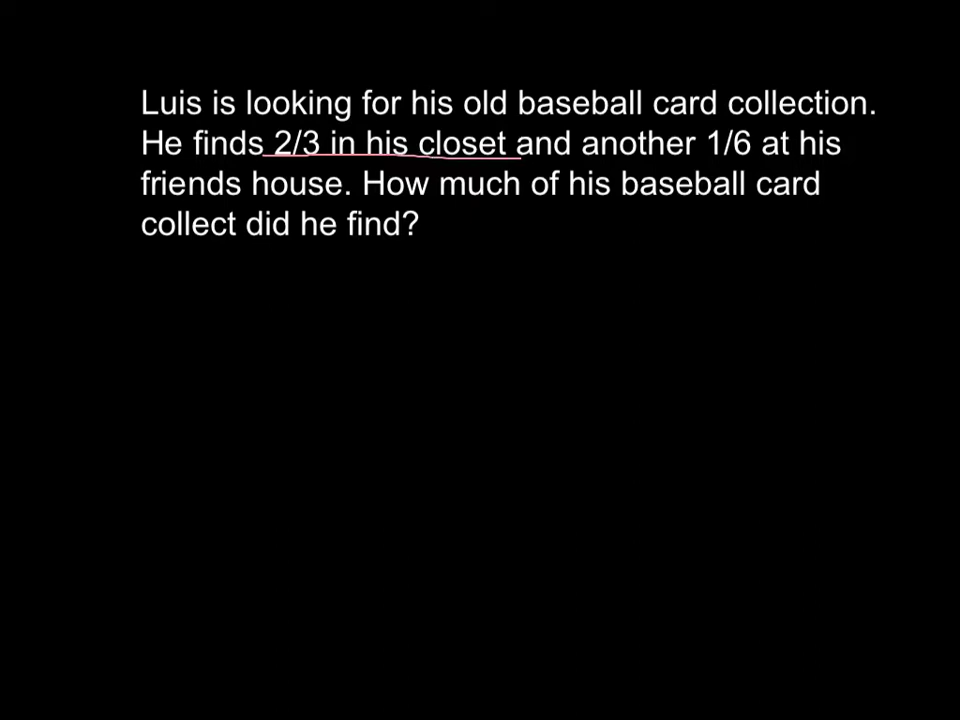 Luis is looking for his old baseball card collection.
He finds 2/3 in his closet and another 1/6 at his
friends house. How much of his baseball card
collect did he find?